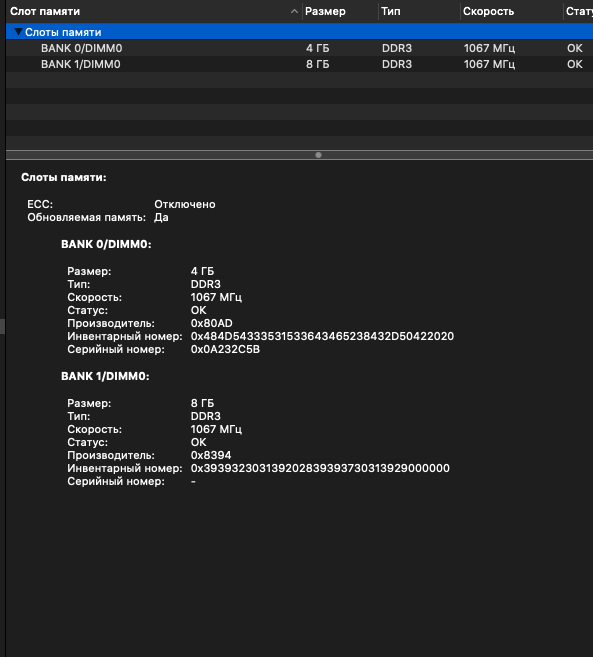 Слот памяти Размер Тип Скорость Стату
Слоты памяти
BANK 0/DIMM0 4 ГБ DDR3 1067 МГц OK
BANK 1/DIMM0 8 ГБ DDR3 1067 МГц OK
Слоты памяти:
ECC: Отключено
Обновляемая память: Да
BANK 0/DIMM0:
Размер: 4 ГБ
Тип: DDR3
Скорость: 1067 МГц
Статус: OK
Производитель: 0x80AD
Инвентарный номер: 0x484D54333531533643465238432D50422020
Серийный номер: 0x0A232C5B
BANK 1/DIMM0:
Размер: 8 ГБ
Тип: DDR3
Скорость: 1067 МГц
Статус: OK
Производитель: 0x8394
Инвентарный номер: 0x393932303139202839393730313929000000
Серийный номер: -